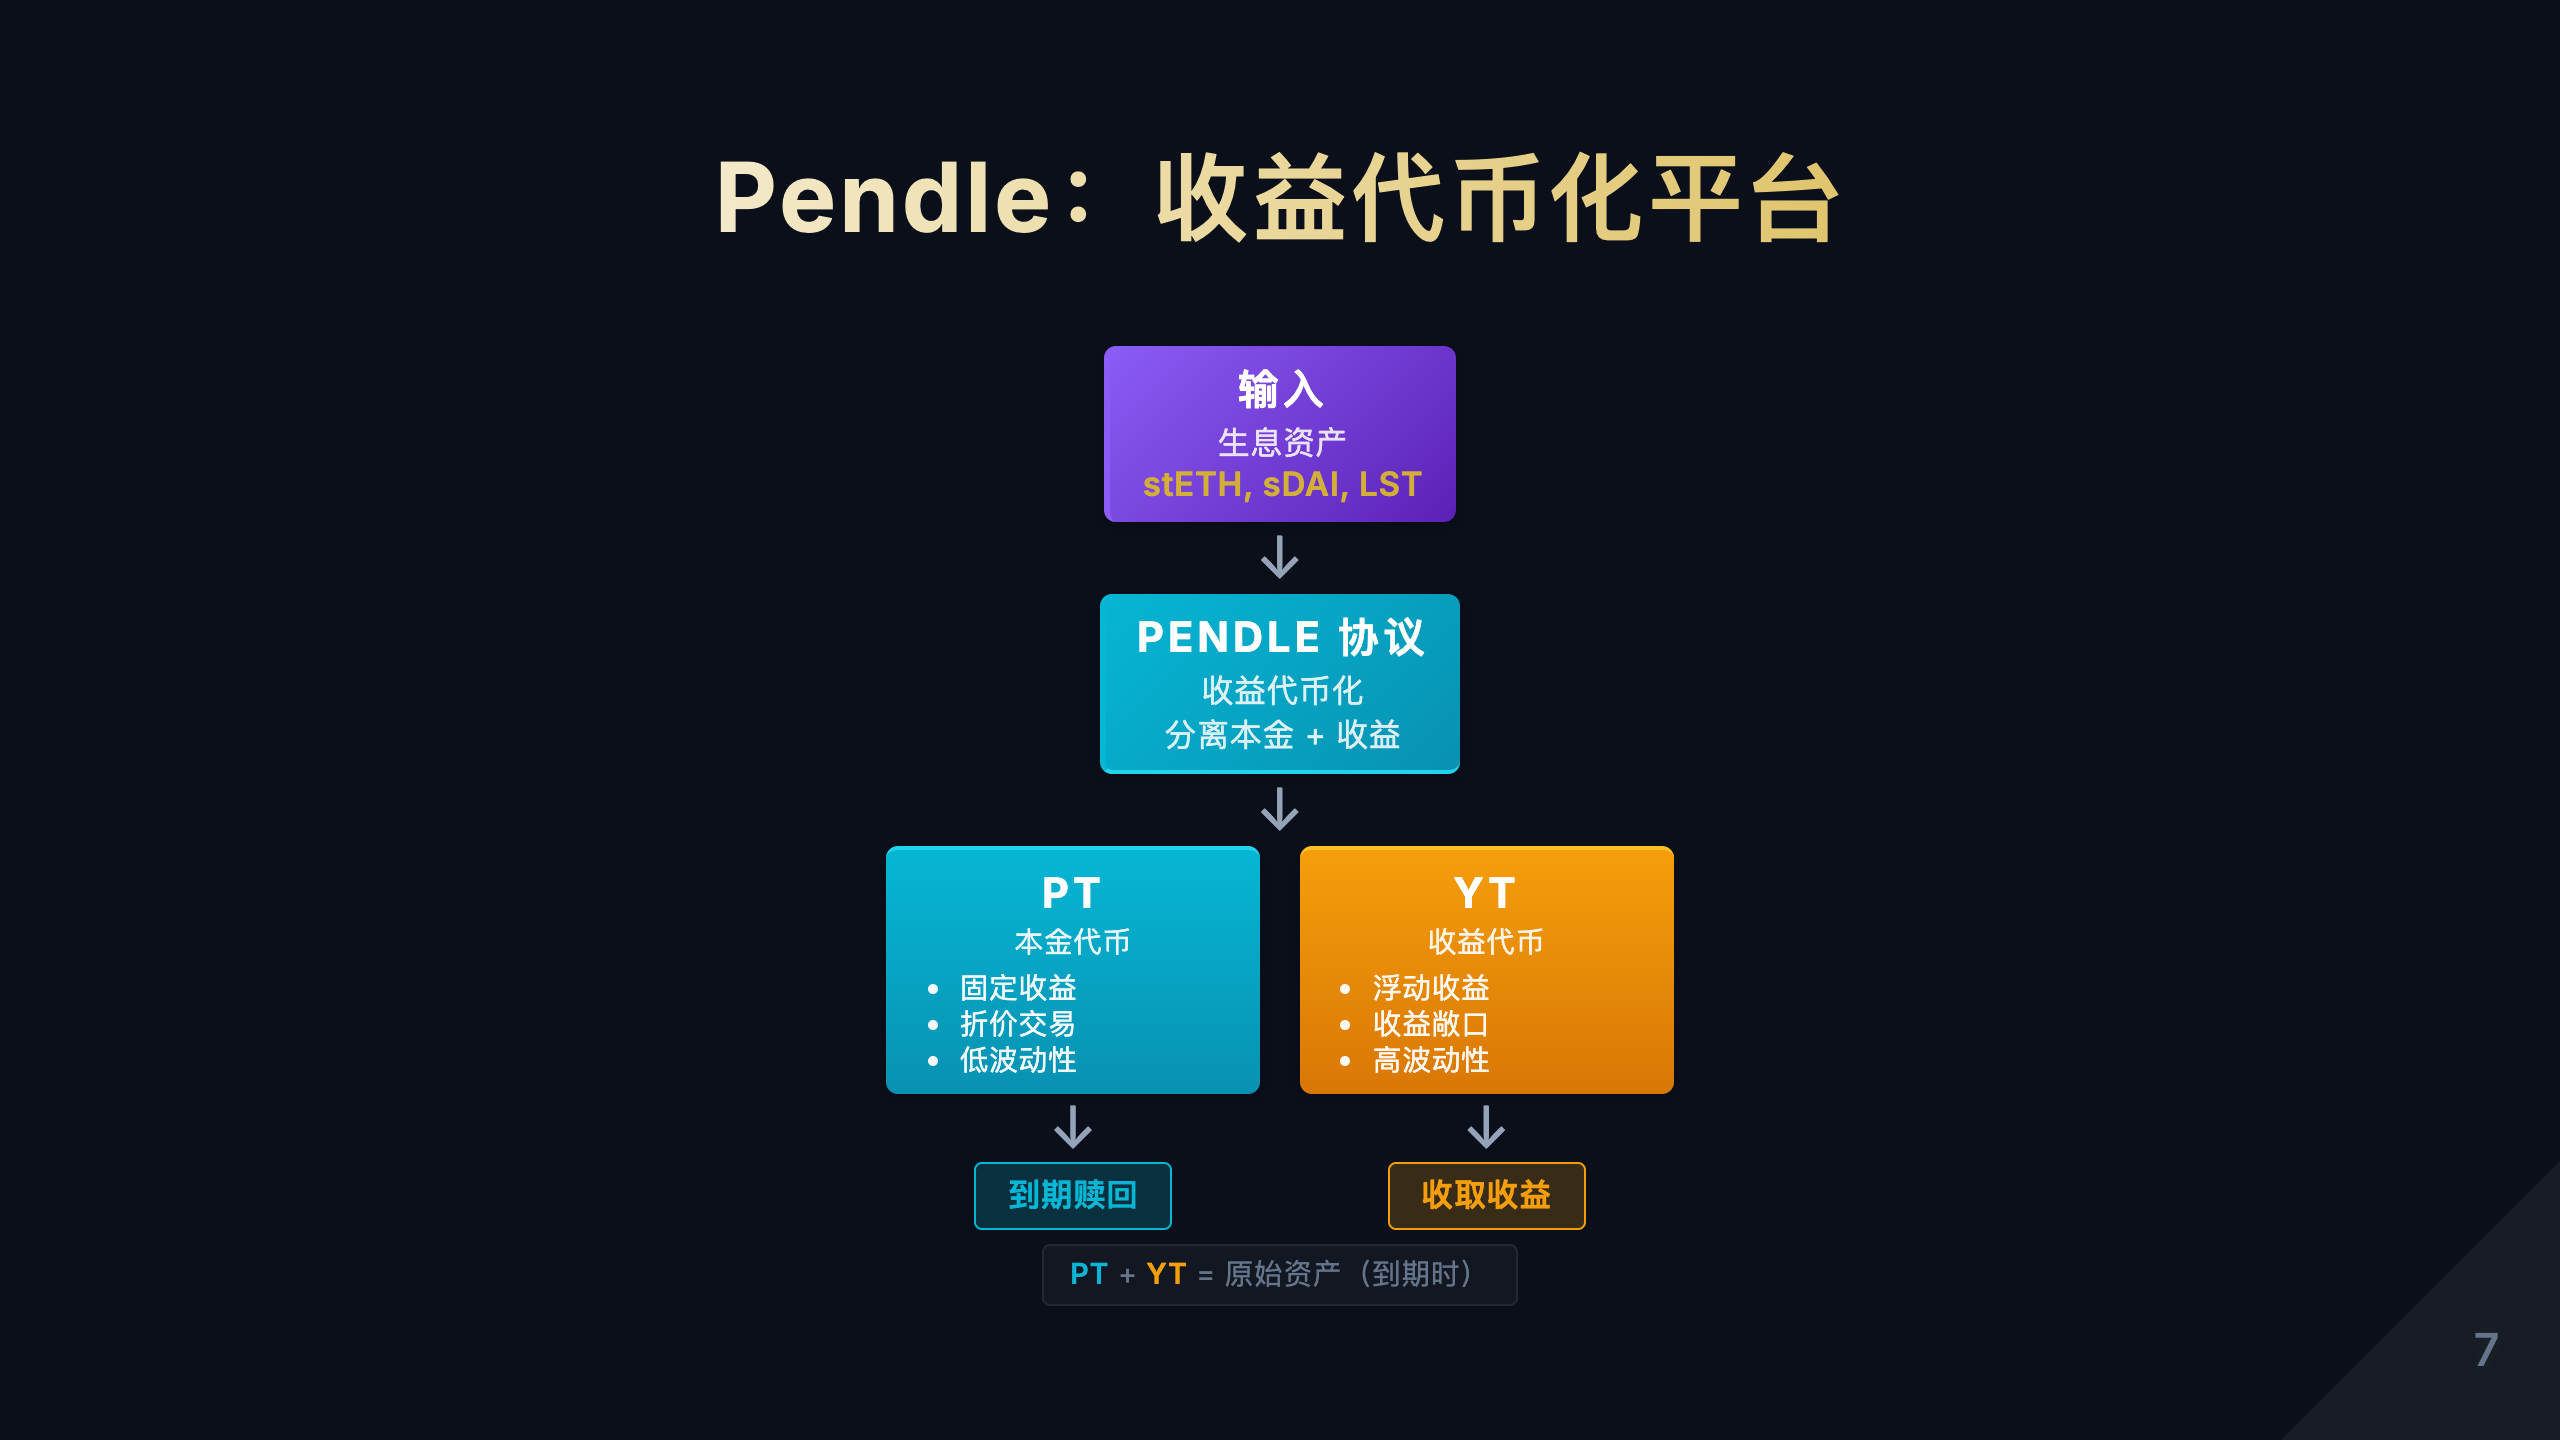 Pendle：收益代币化平台
输入
生息资产
stETH, sDAI, LST
PENDLE 协议
收益代币化
分离本金 + 收益
PT
本金代币
• 固定收益
• 折价交易
• 低波动性
到期赎回
YT
收益代币
• 浮动收益
• 收益敞口
• 高波动性
收取收益
PT + YT = 原始资产（到期时）
7